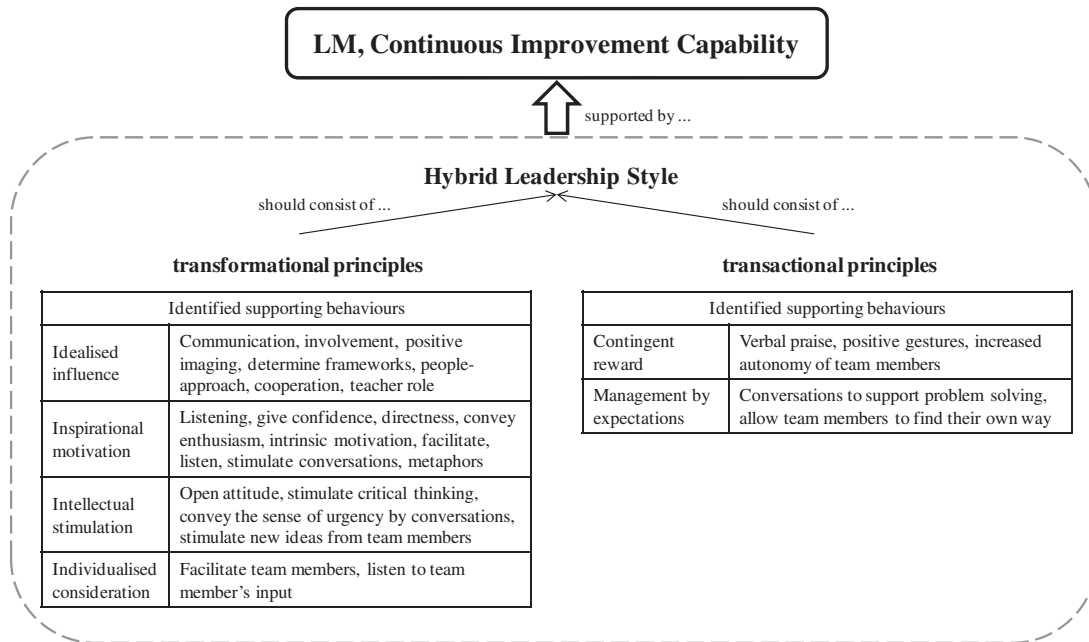 LM, Continuous Improvement Capability
supported by ...
Hybrid Leadership Style
should consist of ...
should consist of ...
transformational principles
Identified supporting behaviours
Idealised
influence
Communication, involvement, positive
imaging, determine frameworks, people-
approach, cooperation, teacher role
Inspirational
motivation
Listening, give confidence, directness, convey
enthusiasm, intrinsic motivation, facilitate,
listen, stimulate conversations, metaphors
Intellectual
stimulation
Open attitude, stimulate critical thinking,
convey the sense of urgency by conversations,
stimulate new ideas from team members
Individualised
consideration
Facilitate team members, listen to team
member's input
transactional principles
Identified supporting behaviours
Contingent
reward
Verbal praise, positive gestures, increased
autonomy of team members
Management by
expectations
Conversations to support problem solving,
allow team members to find their own way